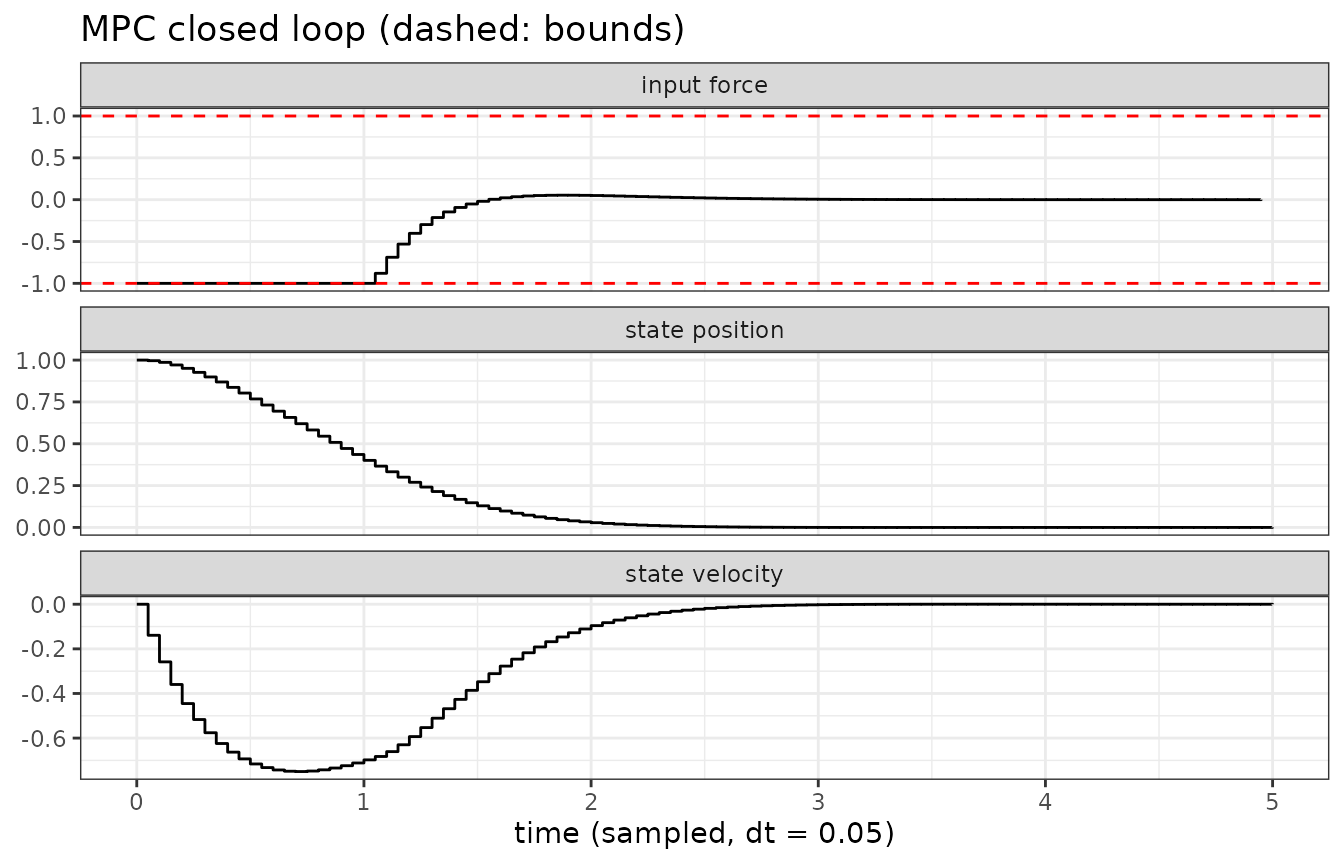 MPC closed loop (dashed: bounds)
input force
1.0
0.5
0.0
-0.5
-1.0
state position
1.00
0.75
0.50
0.25
0.00
state velocity
0.0
-0.2
-0.4
-0.6
0 1 2 3 4 5
time (sampled, dt = 0.05)